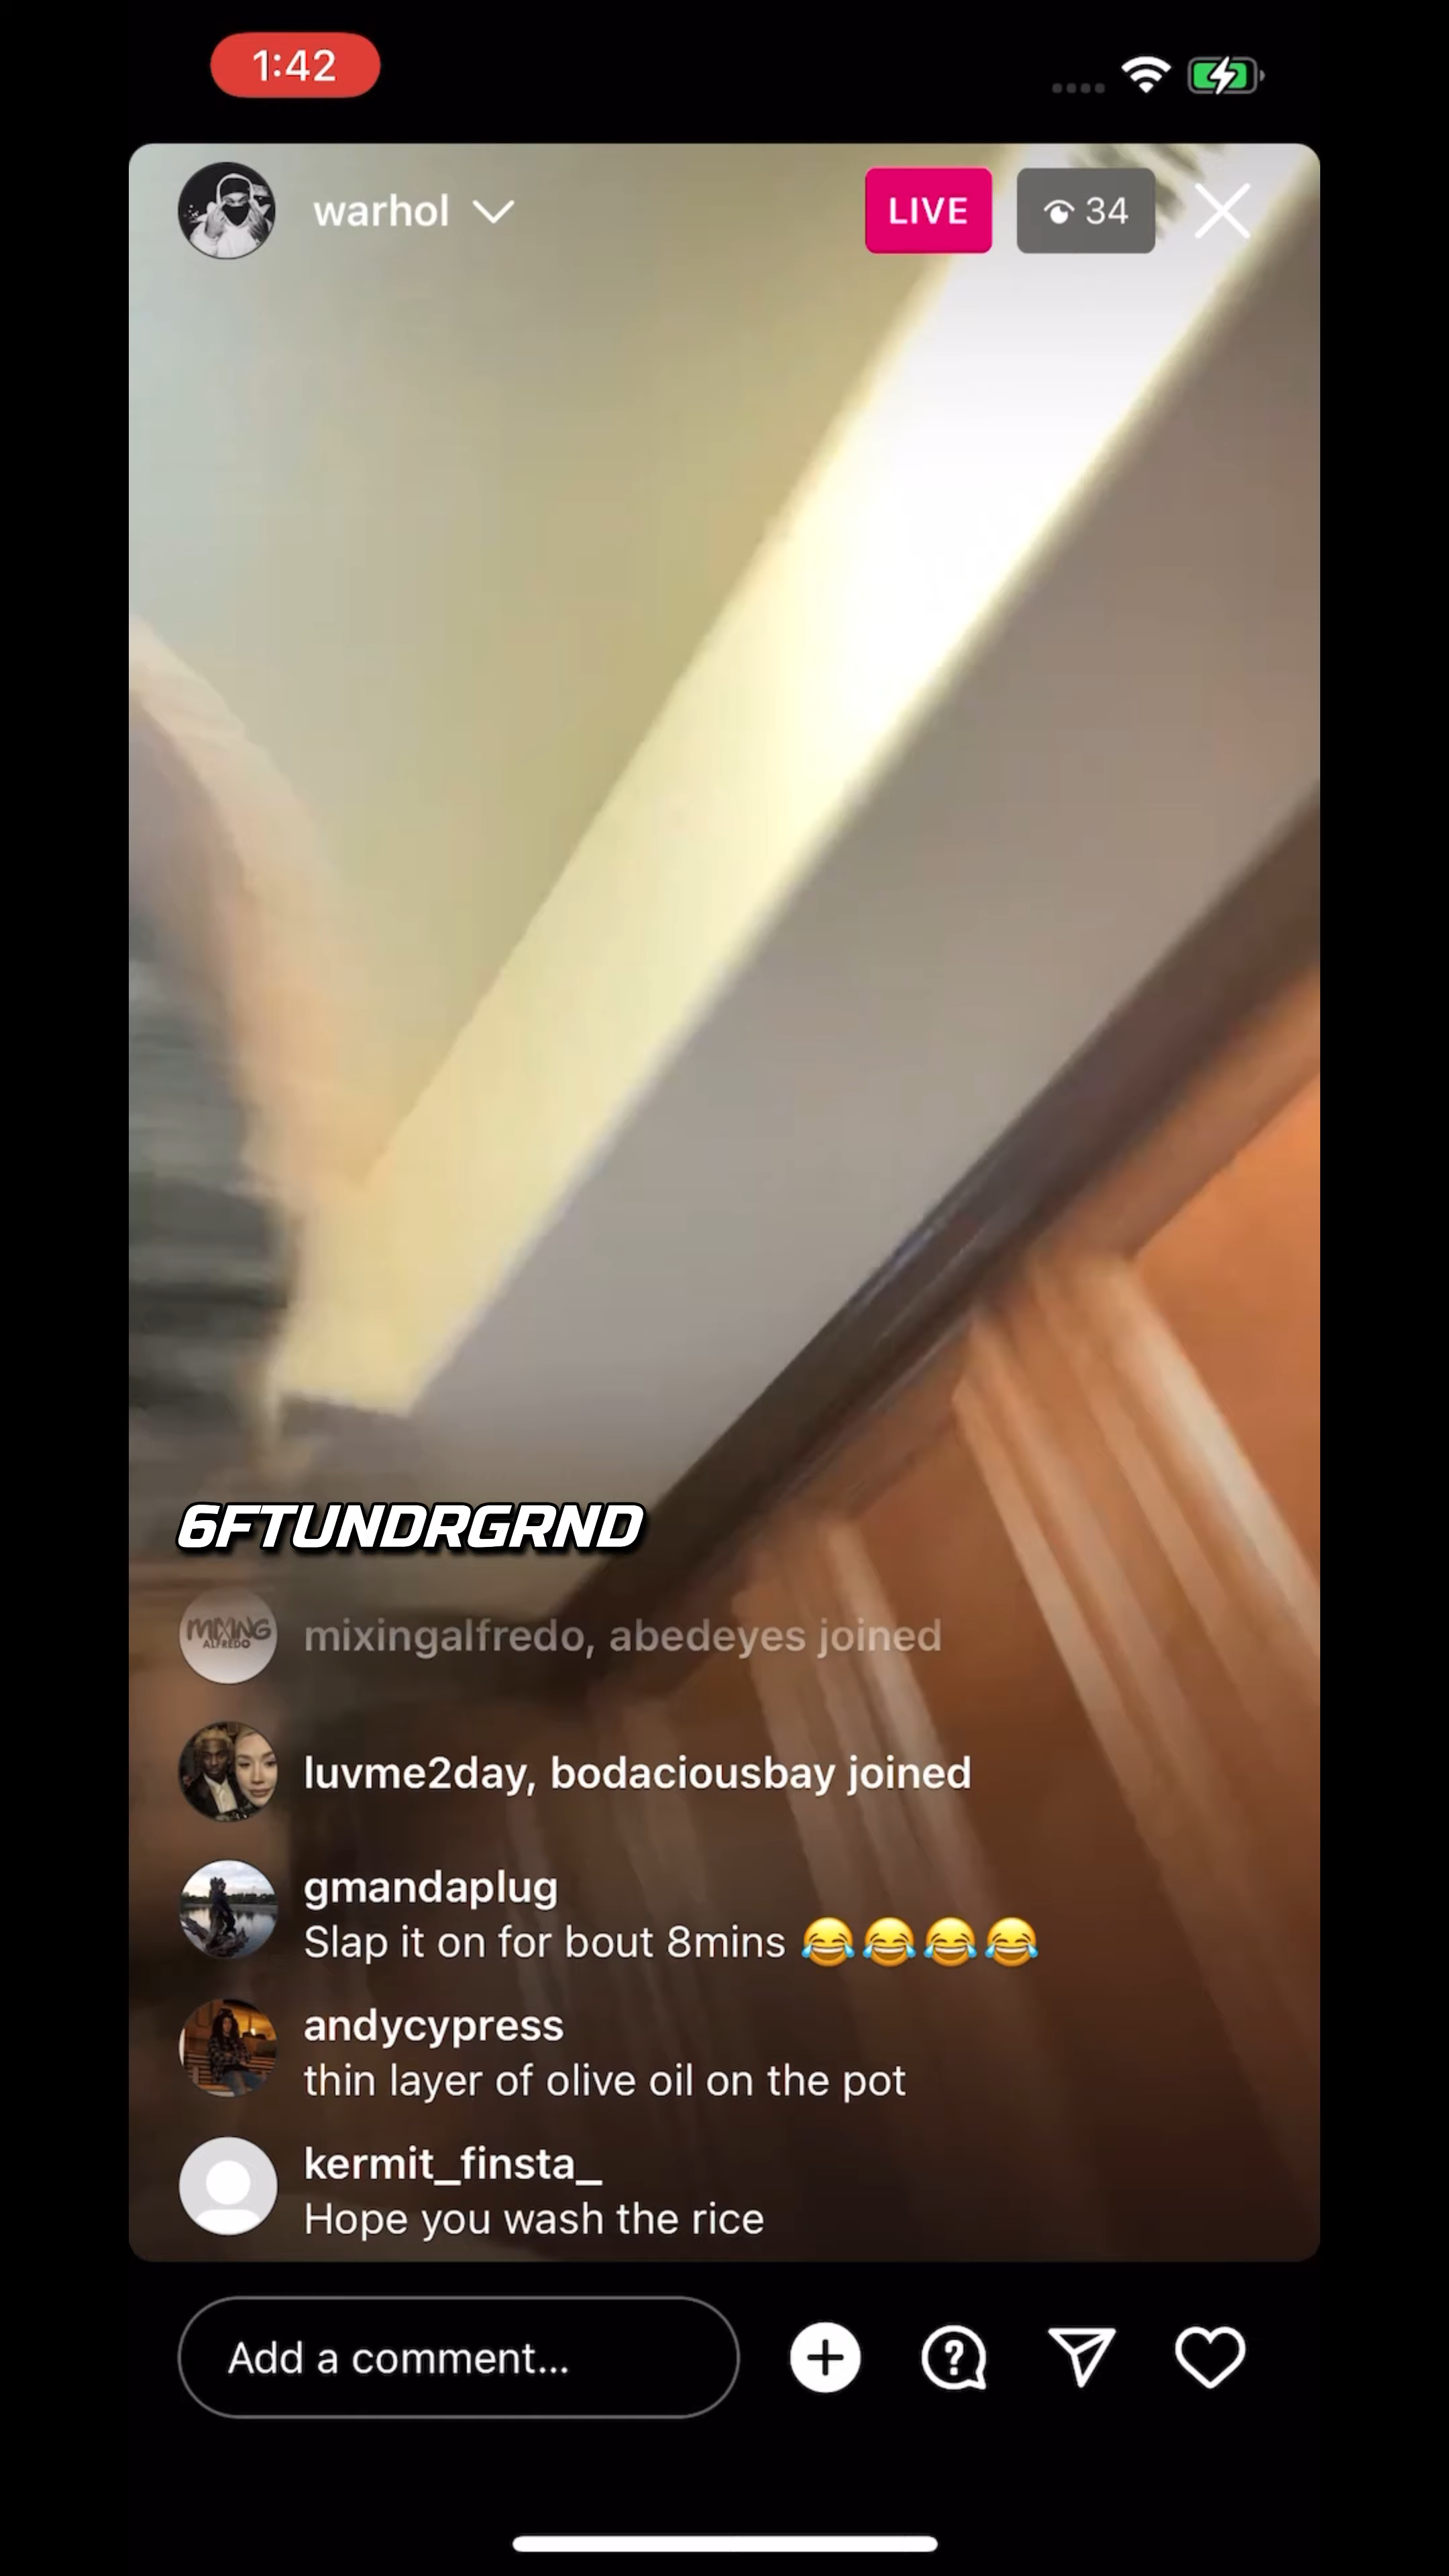 1:42
warhol
LIVE
34
6FTUNDRGRND
MIXING
ALFREDO
mixingalfredo, abedeyes joined
luvme2day, bodaciousbay joined
gmandaplug
Slap it on for bout 8mins 😂😂😂😂
andycypress
thin layer of olive oil on the pot
kermit_finsta_
Hope you wash the rice
Add a comment...